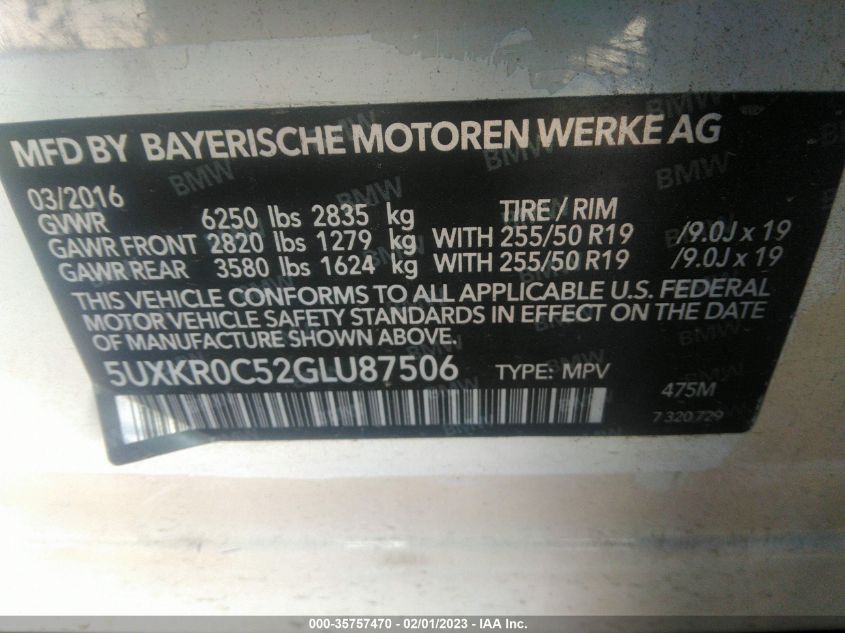 MFD BY BAYERISCHE MOTOREN WERKE AG
03/2016 TIRE / RIM
GVWR 6250 lbs 2835 kg
GAWR FRONT 2820 lbs 1279 kg WITH 255/50 R19 /9.0J x 19
GAWR REAR 3580 lbs 1624 kg WITH 255/50 R19 /9.0J x 19
THIS VEHICLE CONFORMS TO ALL APPLICABLE U.S. FEDERAL
MOTOR VEHICLE SAFETY STANDARDS IN EFFECT ON THE DATE
OF MANUFACTURE SHOWN ABOVE.
5UXKR0C52GLU87506 TYPE: MPV 475M
7 320 729
000-35757470 - 02/01/2023 - IAA Inc.